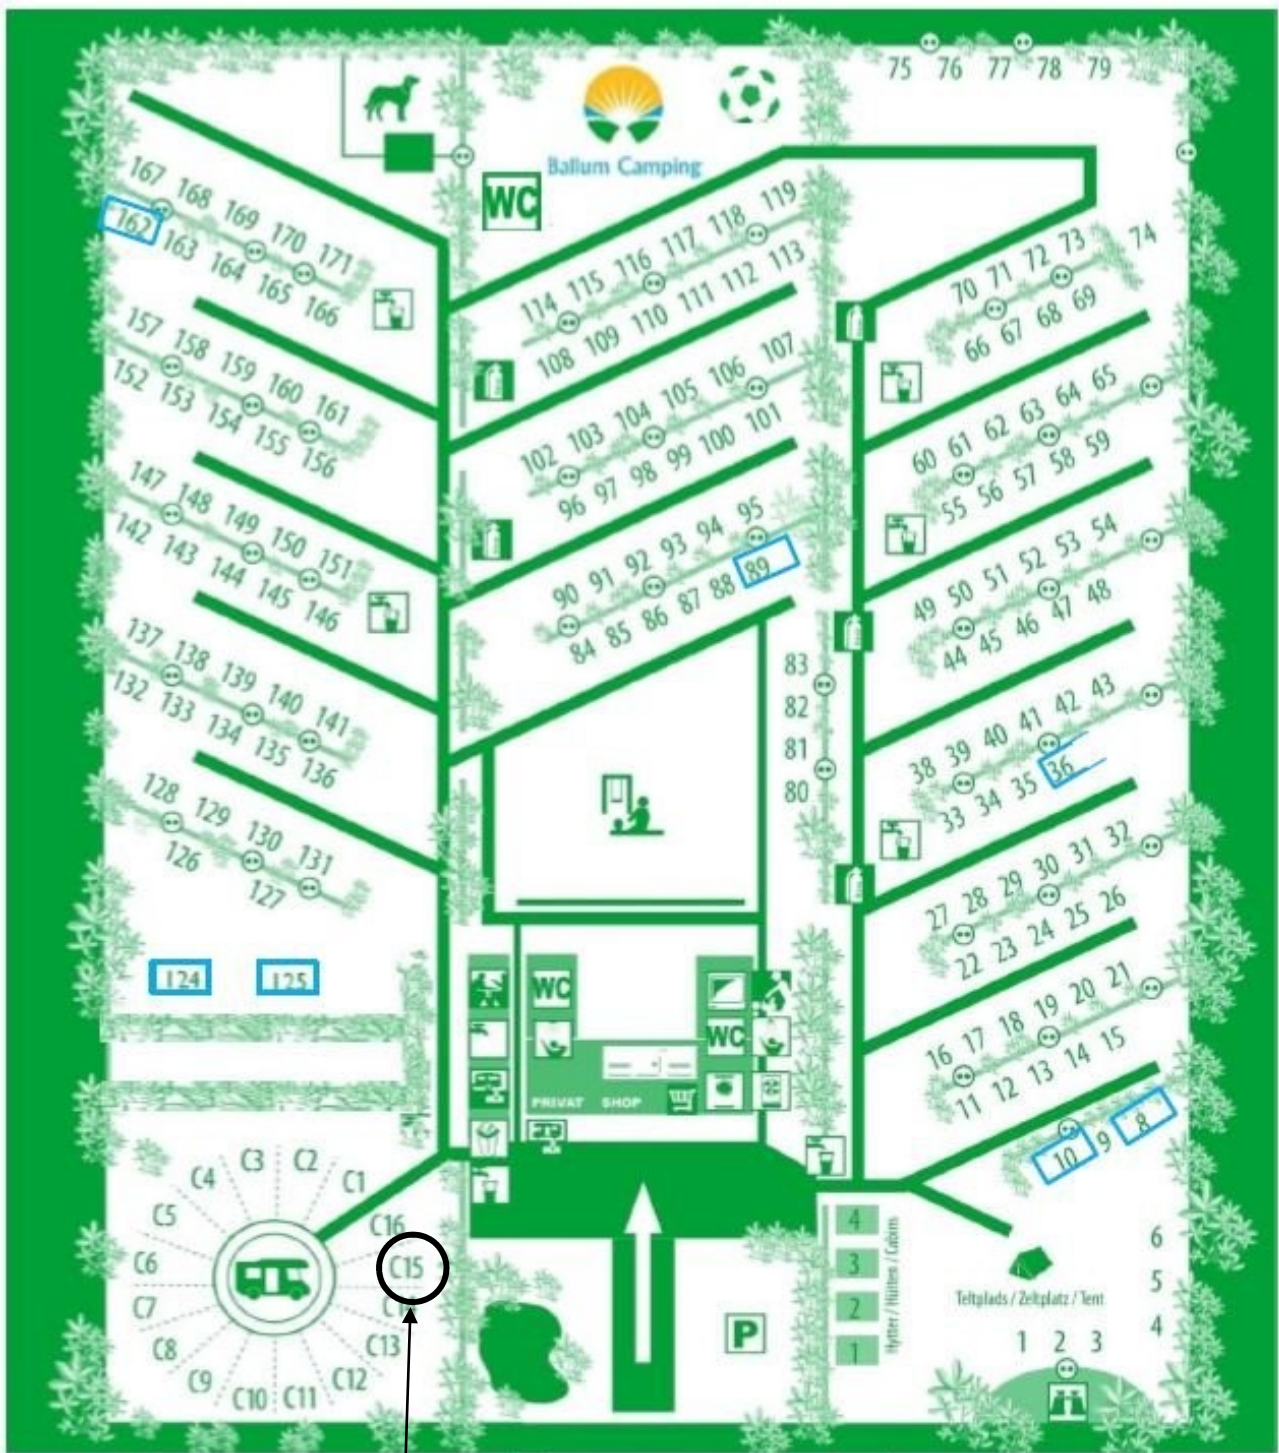 75 76 77 78 79
Ballum Camping
WC
167 168 169 170 171
162 163 164 165 166
114 115 116 117 118 119
108 109 110 111 112 113
70 71 72 73 74
66 67 68 69
157 158 159 160 161
152 153 154 155 156
102 103 104 105 106 107
96 97 98 99 100 101
60 61 62 63 64 65
55 56 57 58 59
147 148 149 150 151
142 143 144 145 146
90 91 92 93 94 95
84 85 86 87 88 89
49 50 51 52 53 54
44 45 46 47 48
137 138 139 140 141
132 133 134 135 136
83
82
81
80
38 39 40 41 42 43
33 34 35 36
128 129 130 131
126 127
27 28 29 30 31 32
22 23 24 25 26
124 125
WC
WC
PRIVAT SHOP
16 17 18 19 20 21
11 12 13 14 15
10 9 8
C1
C2
C3
C4
C5
C6
C7
C8
C9
C10
C11
C12
C13
C14
C15
C16
P
4
3
2
1
Hytter / Hütten / Cabins
Teltplads / Zeltplatz / Tent
6
5
4
1 2 3